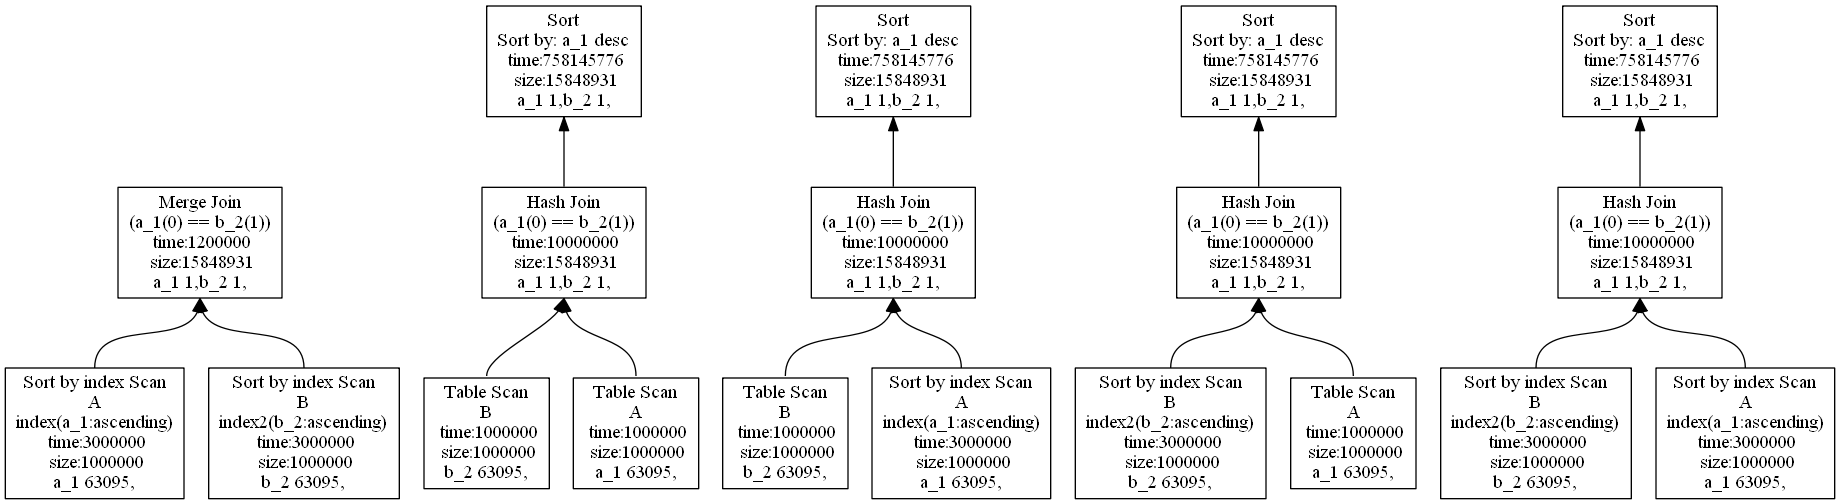 Sort
Sort by: a_1 desc
time:758145776
size:15848931
a_1 1,b_2 1,
Sort
Sort by: a_1 desc
time:758145776
size:15848931
a_1 1,b_2 1,
Sort
Sort by: a_1 desc
time:758145776
size:15848931
a_1 1,b_2 1,
Sort
Sort by: a_1 desc
time:758145776
size:15848931
a_1 1,b_2 1,
Merge Join
(a_1(0) == b_2(1))
time:1200000
size:15848931
a_1 1,b_2 1,
Hash Join
(a_1(0) == b_2(1))
time:10000000
size:15848931
a_1 1,b_2 1,
Hash Join
(a_1(0) == b_2(1))
time:10000000
size:15848931
a_1 1,b_2 1,
Hash Join
(a_1(0) == b_2(1))
time:10000000
size:15848931
a_1 1,b_2 1,
Hash Join
(a_1(0) == b_2(1))
time:10000000
size:15848931
a_1 1,b_2 1,
Sort by index Scan
A
index(a_1:ascending)
time:3000000
size:1000000
a_1 63095,
Sort by index Scan
B
index2(b_2:ascending)
time:3000000
size:1000000
b_2 63095,
Table Scan
B
time:1000000
size:1000000
b_2 63095,
Table Scan
A
time:1000000
size:1000000
a_1 63095,
Table Scan
B
time:1000000
size:1000000
b_2 63095,
Sort by index Scan
A
index(a_1:ascending)
time:3000000
size:1000000
a_1 63095,
Sort by index Scan
B
index2(b_2:ascending)
time:3000000
size:1000000
b_2 63095,
Table Scan
A
time:1000000
size:1000000
a_1 63095,
Sort by index Scan
B
index2(b_2:ascending)
time:3000000
size:1000000
b_2 63095,
Sort by index Scan
A
index(a_1:ascending)
time:3000000
size:1000000
a_1 63095,